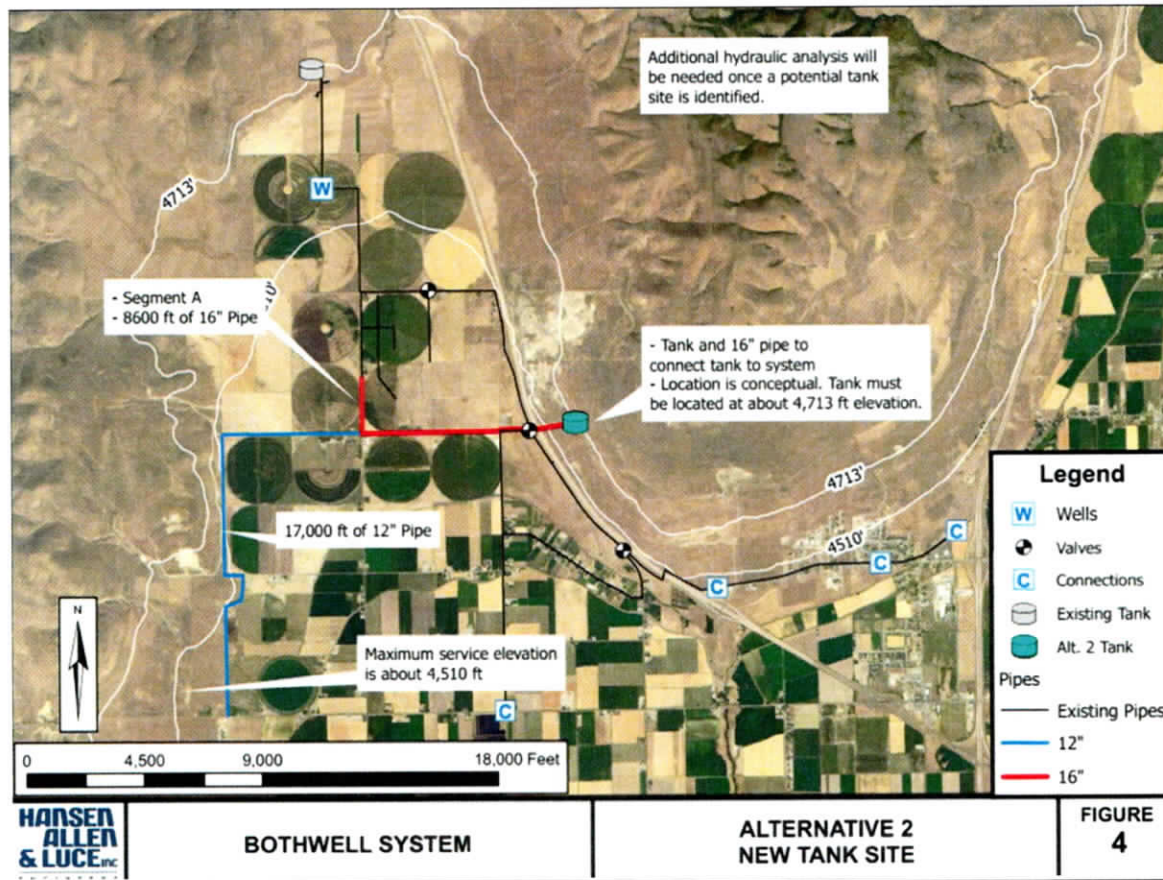 Additional hydraulic analysis will
be needed once a potential tank
site is identified.
4713'
W
- Segment A
- 8600 ft of 16" Pipe
10'
- Tank and 16" pipe to
connect tank to system
- Location is conceptual. Tank must
be located at about 4,713 ft elevation.
17,000 ft of 12" Pipe
4713'
4510'
C
C
C
N
Maximum service elevation
is about 4,510 ft
C
0 4,500 9,000 18,000 Feet
Legend
W Wells
Valves
C Connections
Existing Tank
Alt. 2 Tank
Pipes
Existing Pipes
12"
16"
HANSEN
ALLEN
& LUCE inc
BOTHWELL SYSTEM
ALTERNATIVE 2
NEW TANK SITE
FIGURE
4